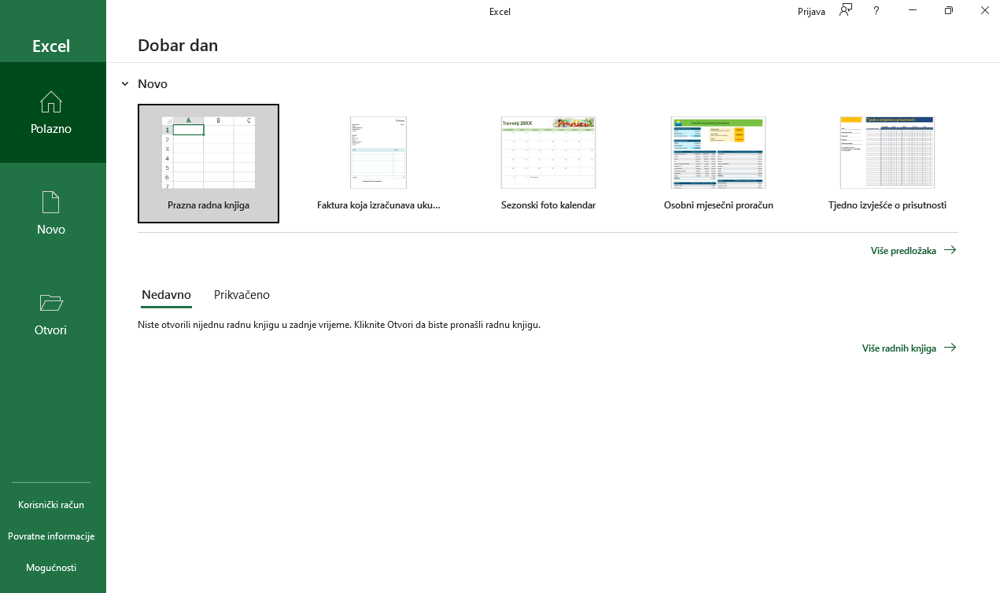 Excel
Prijava
?
Excel
Dobar dan
Polazno
Novo
Otvori
Korisnički račun
Povratne informacije
Mogućnosti
Novo
A B C
1
2
3
4
5
6
7
Travanj 20XX
Tjedno izvješće o prisutnosti
Prazna radna knjiga
Faktura koja izračunava uku...
Sezonski foto kalendar
Osobni mjesečni proračun
Tjedno izvješće o prisutnosti
Više predložaka
Nedavno
Prikvačeno
Niste otvorili nijednu radnu knjigu u zadnje vrijeme. Kliknite Otvori da biste pronašli radnu knjigu.
Više radnih knjiga